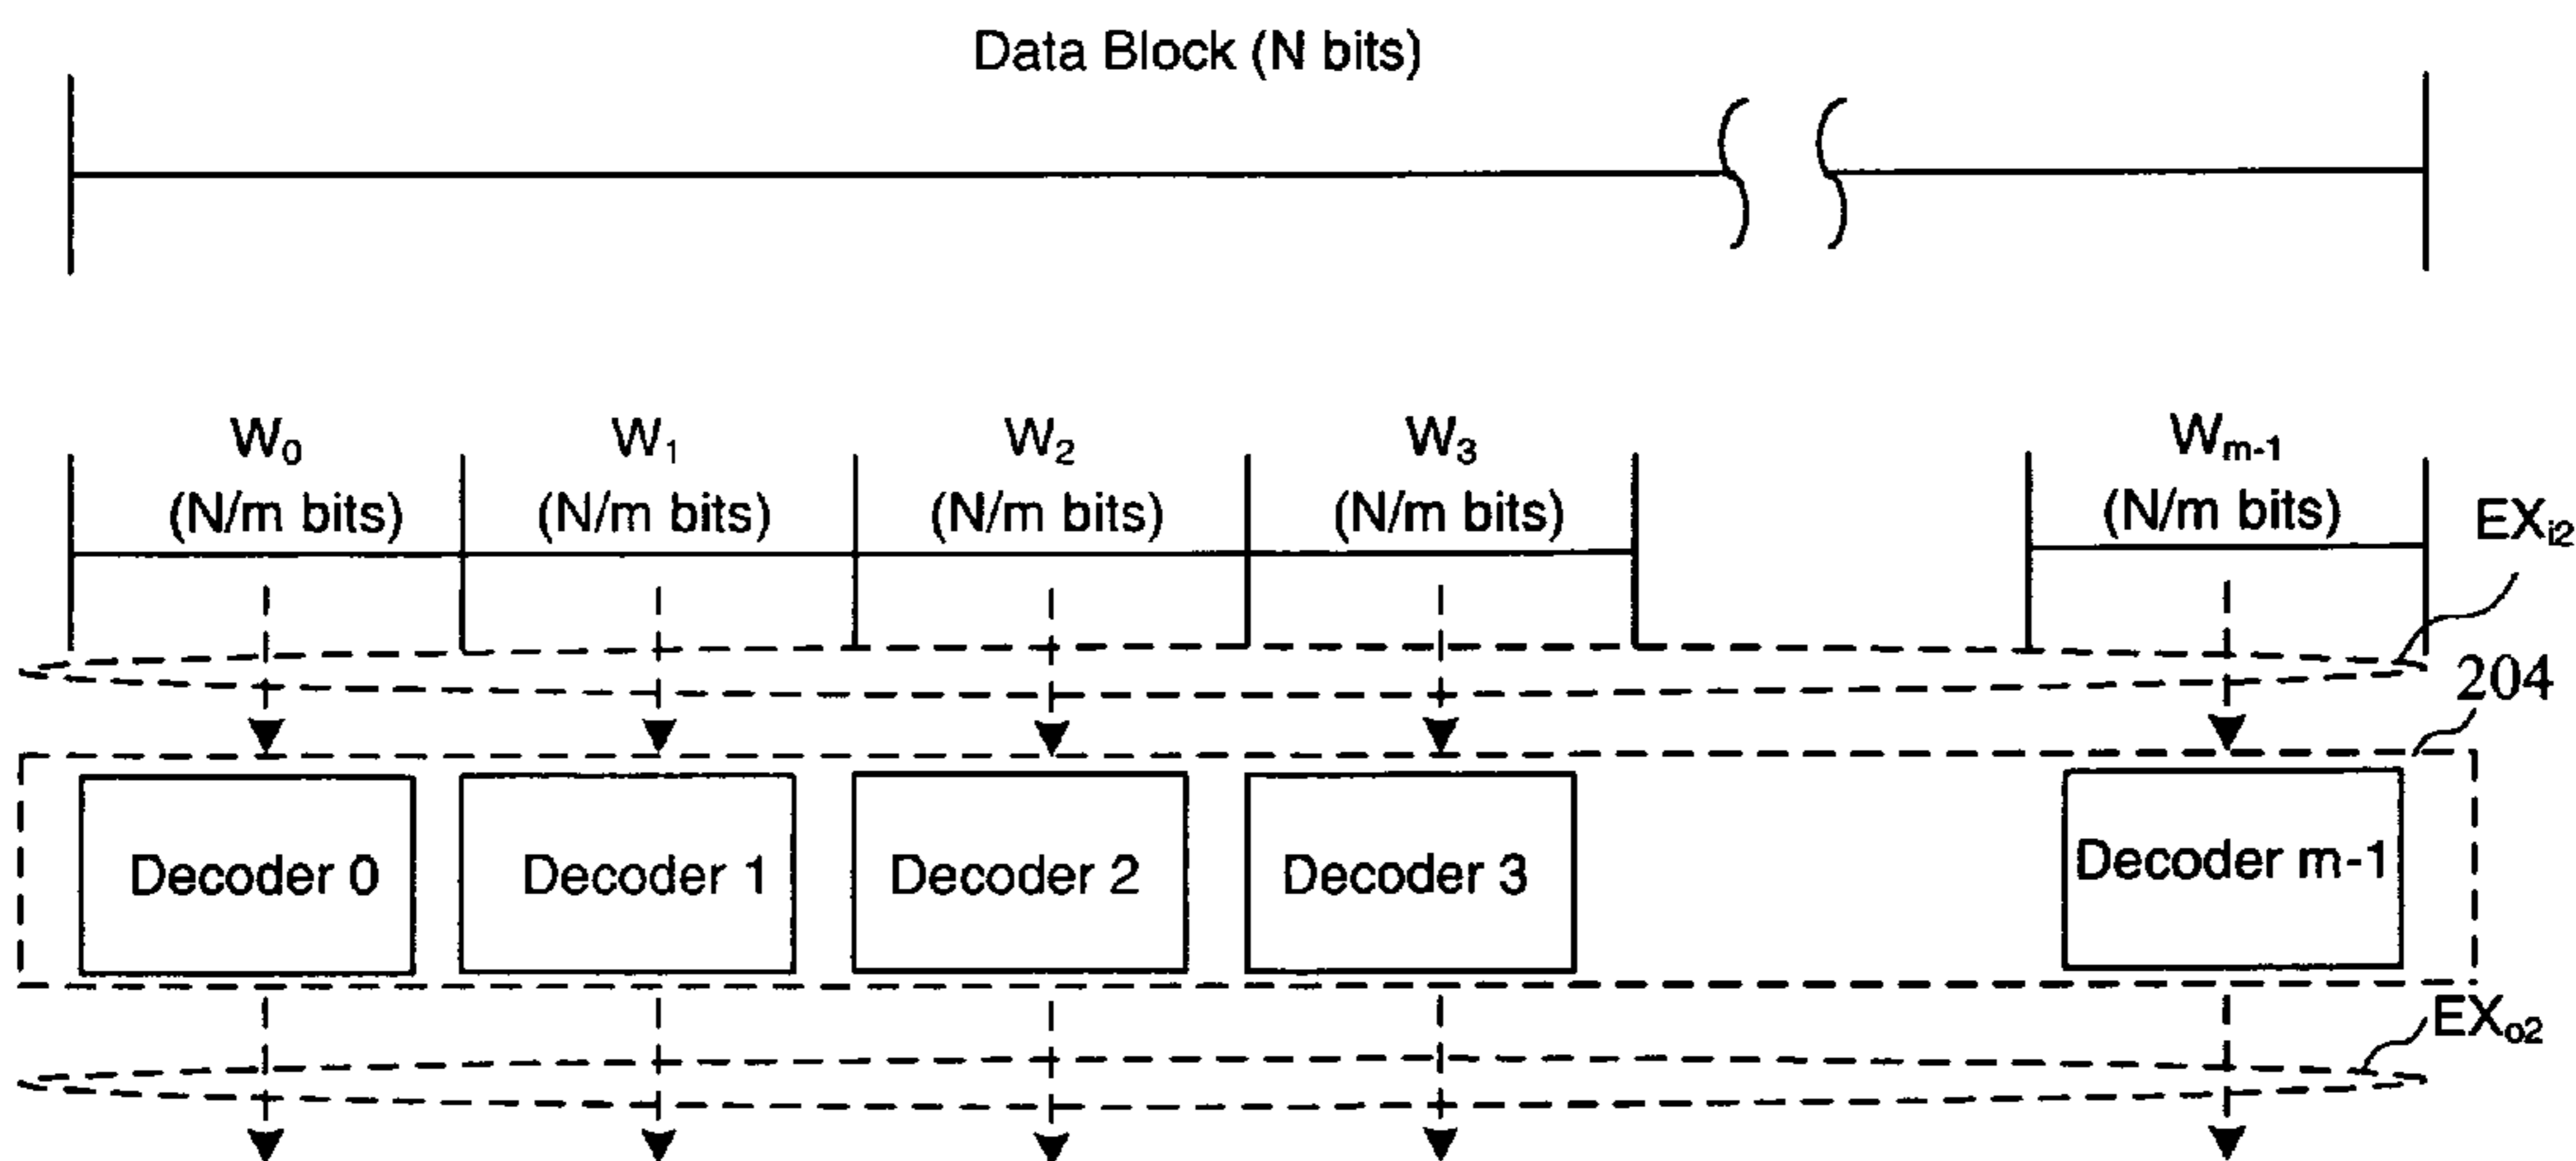 Data Block (N bits)
W₀ W₁ W₂ W₃ Wₘ₋₁
(N/m bits) (N/m bits) (N/m bits) (N/m bits) (N/m bits)
EXᵢ₂
204
Decoder 0 Decoder 1 Decoder 2 Decoder 3 Decoder m-1
EXₒ₂